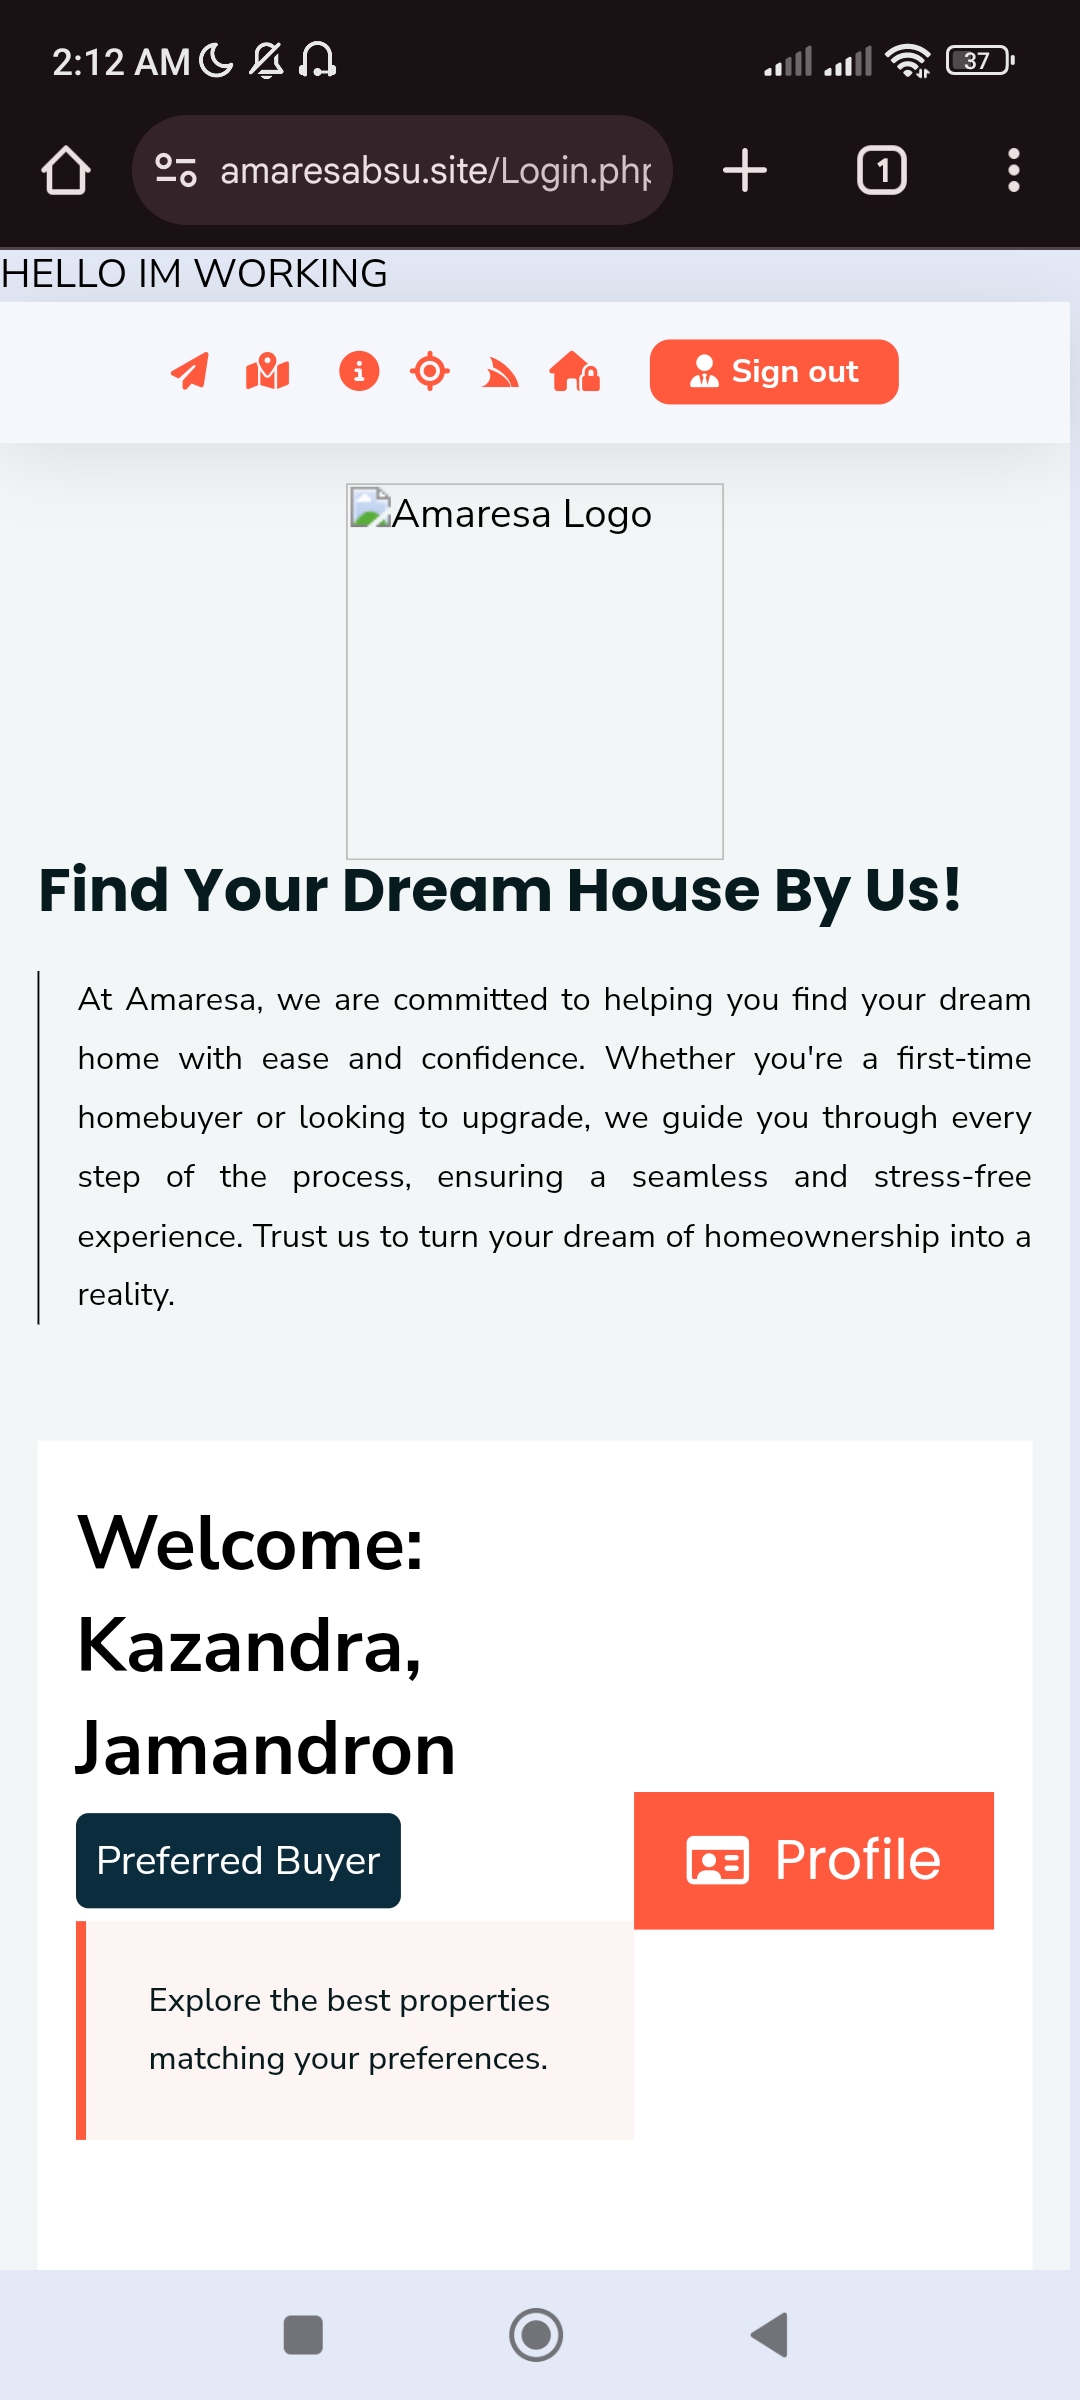 2:12 AM
37
amaresabsu.site/Login.php
1
HELLO IM WORKING
Sign out
Amaresa Logo
Find Your Dream House By Us!
At Amaresa, we are committed to helping you find your dream
home with ease and confidence. Whether you're a first-time
homebuyer or looking to upgrade, we guide you through every
step of the process, ensuring a seamless and stress-free
experience. Trust us to turn your dream of homeownership into a
reality.
Welcome:
Kazandra,
Jamandron
Preferred Buyer
Profile
Explore the best properties
matching your preferences.